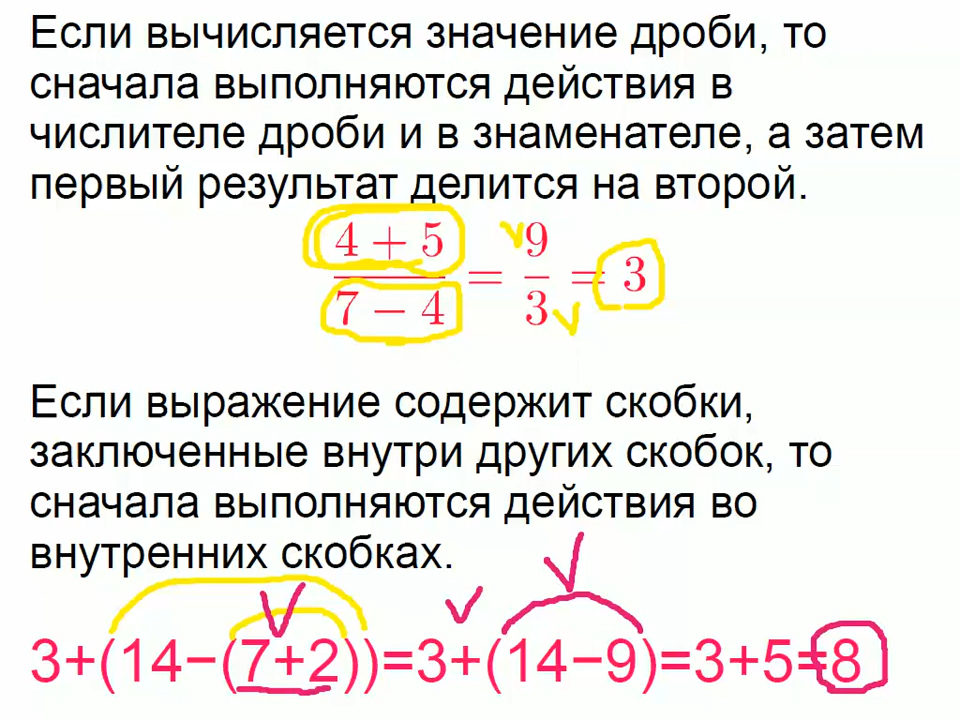 Если вычисляется значение дроби, то
сначала выполняются действия в
числителе дроби и в знаменателе, а затем
первый результат делится на второй.
\frac{4 + 5}{7 − 4} = \frac{9}{3} = 3
Если выражение содержит скобки,
заключенные внутри других скобок, то
сначала выполняются действия во
внутренних скобках.
3+(14−(7+2))=3+(14−9)=3+5=8